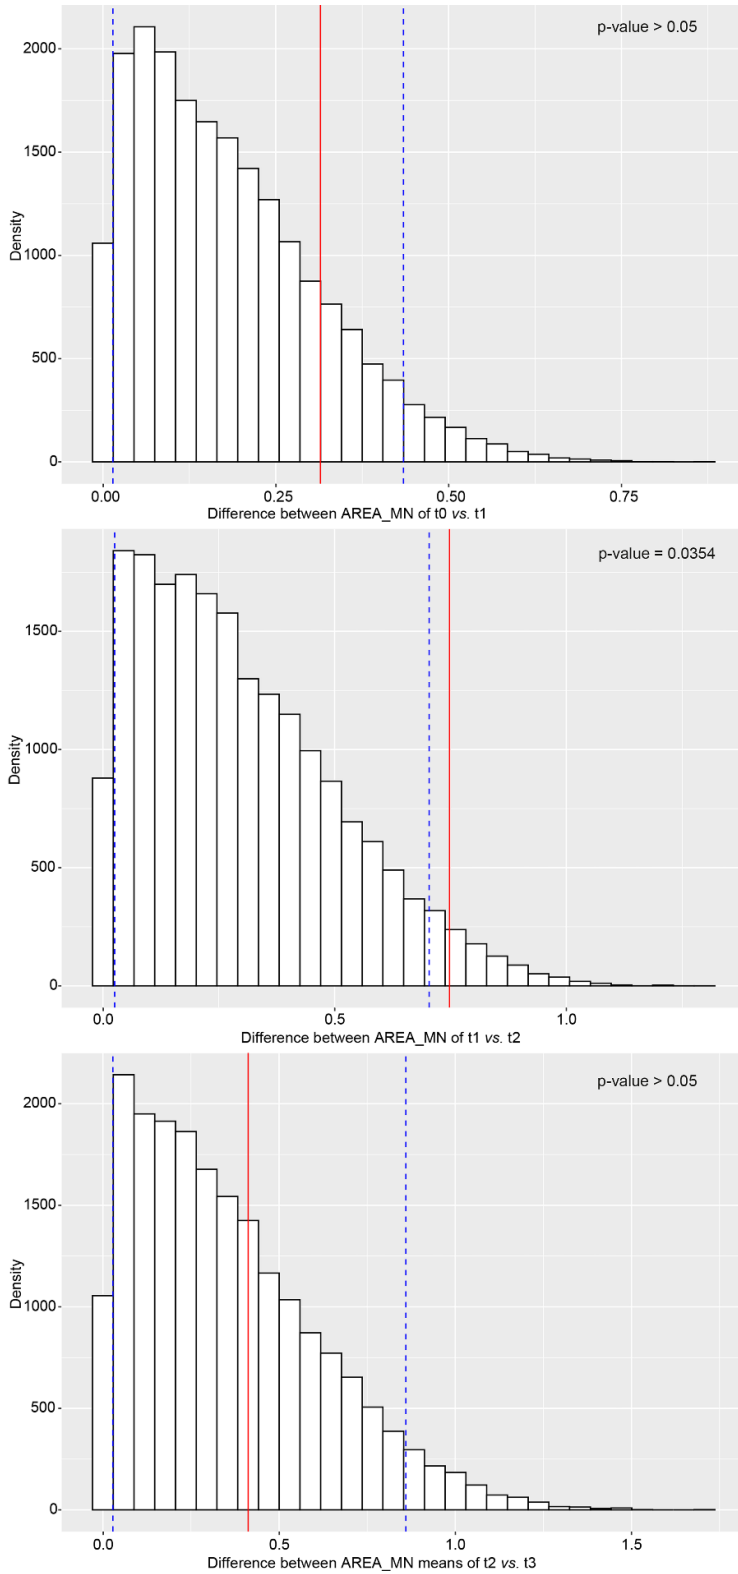 p-value > 0.05
2000
1500
1000
500
0
Density
0.00
0.25
0.50
0.75
Difference between AREA_MN of t0 vs. t1
p-value = 0.0354
1500
1000
500
0
Density
0.0
0.5
1.0
Difference between AREA_MN of t1 vs. t2
p-value > 0.05
2000
1500
1000
500
0
Density
0.0
0.5
1.0
1.5
Difference between AREA_MN means of t2 vs. t3